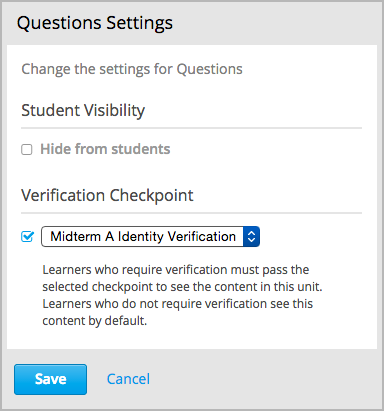 Questions Settings
Change the settings for Questions
Student Visibility
Hide from students
Verification Checkpoint
Midterm A Identity Verification
Learners who require verification must pass the
selected checkpoint to see the content in this unit.
Learners who do not require verification see this
content by default.
Save Cancel